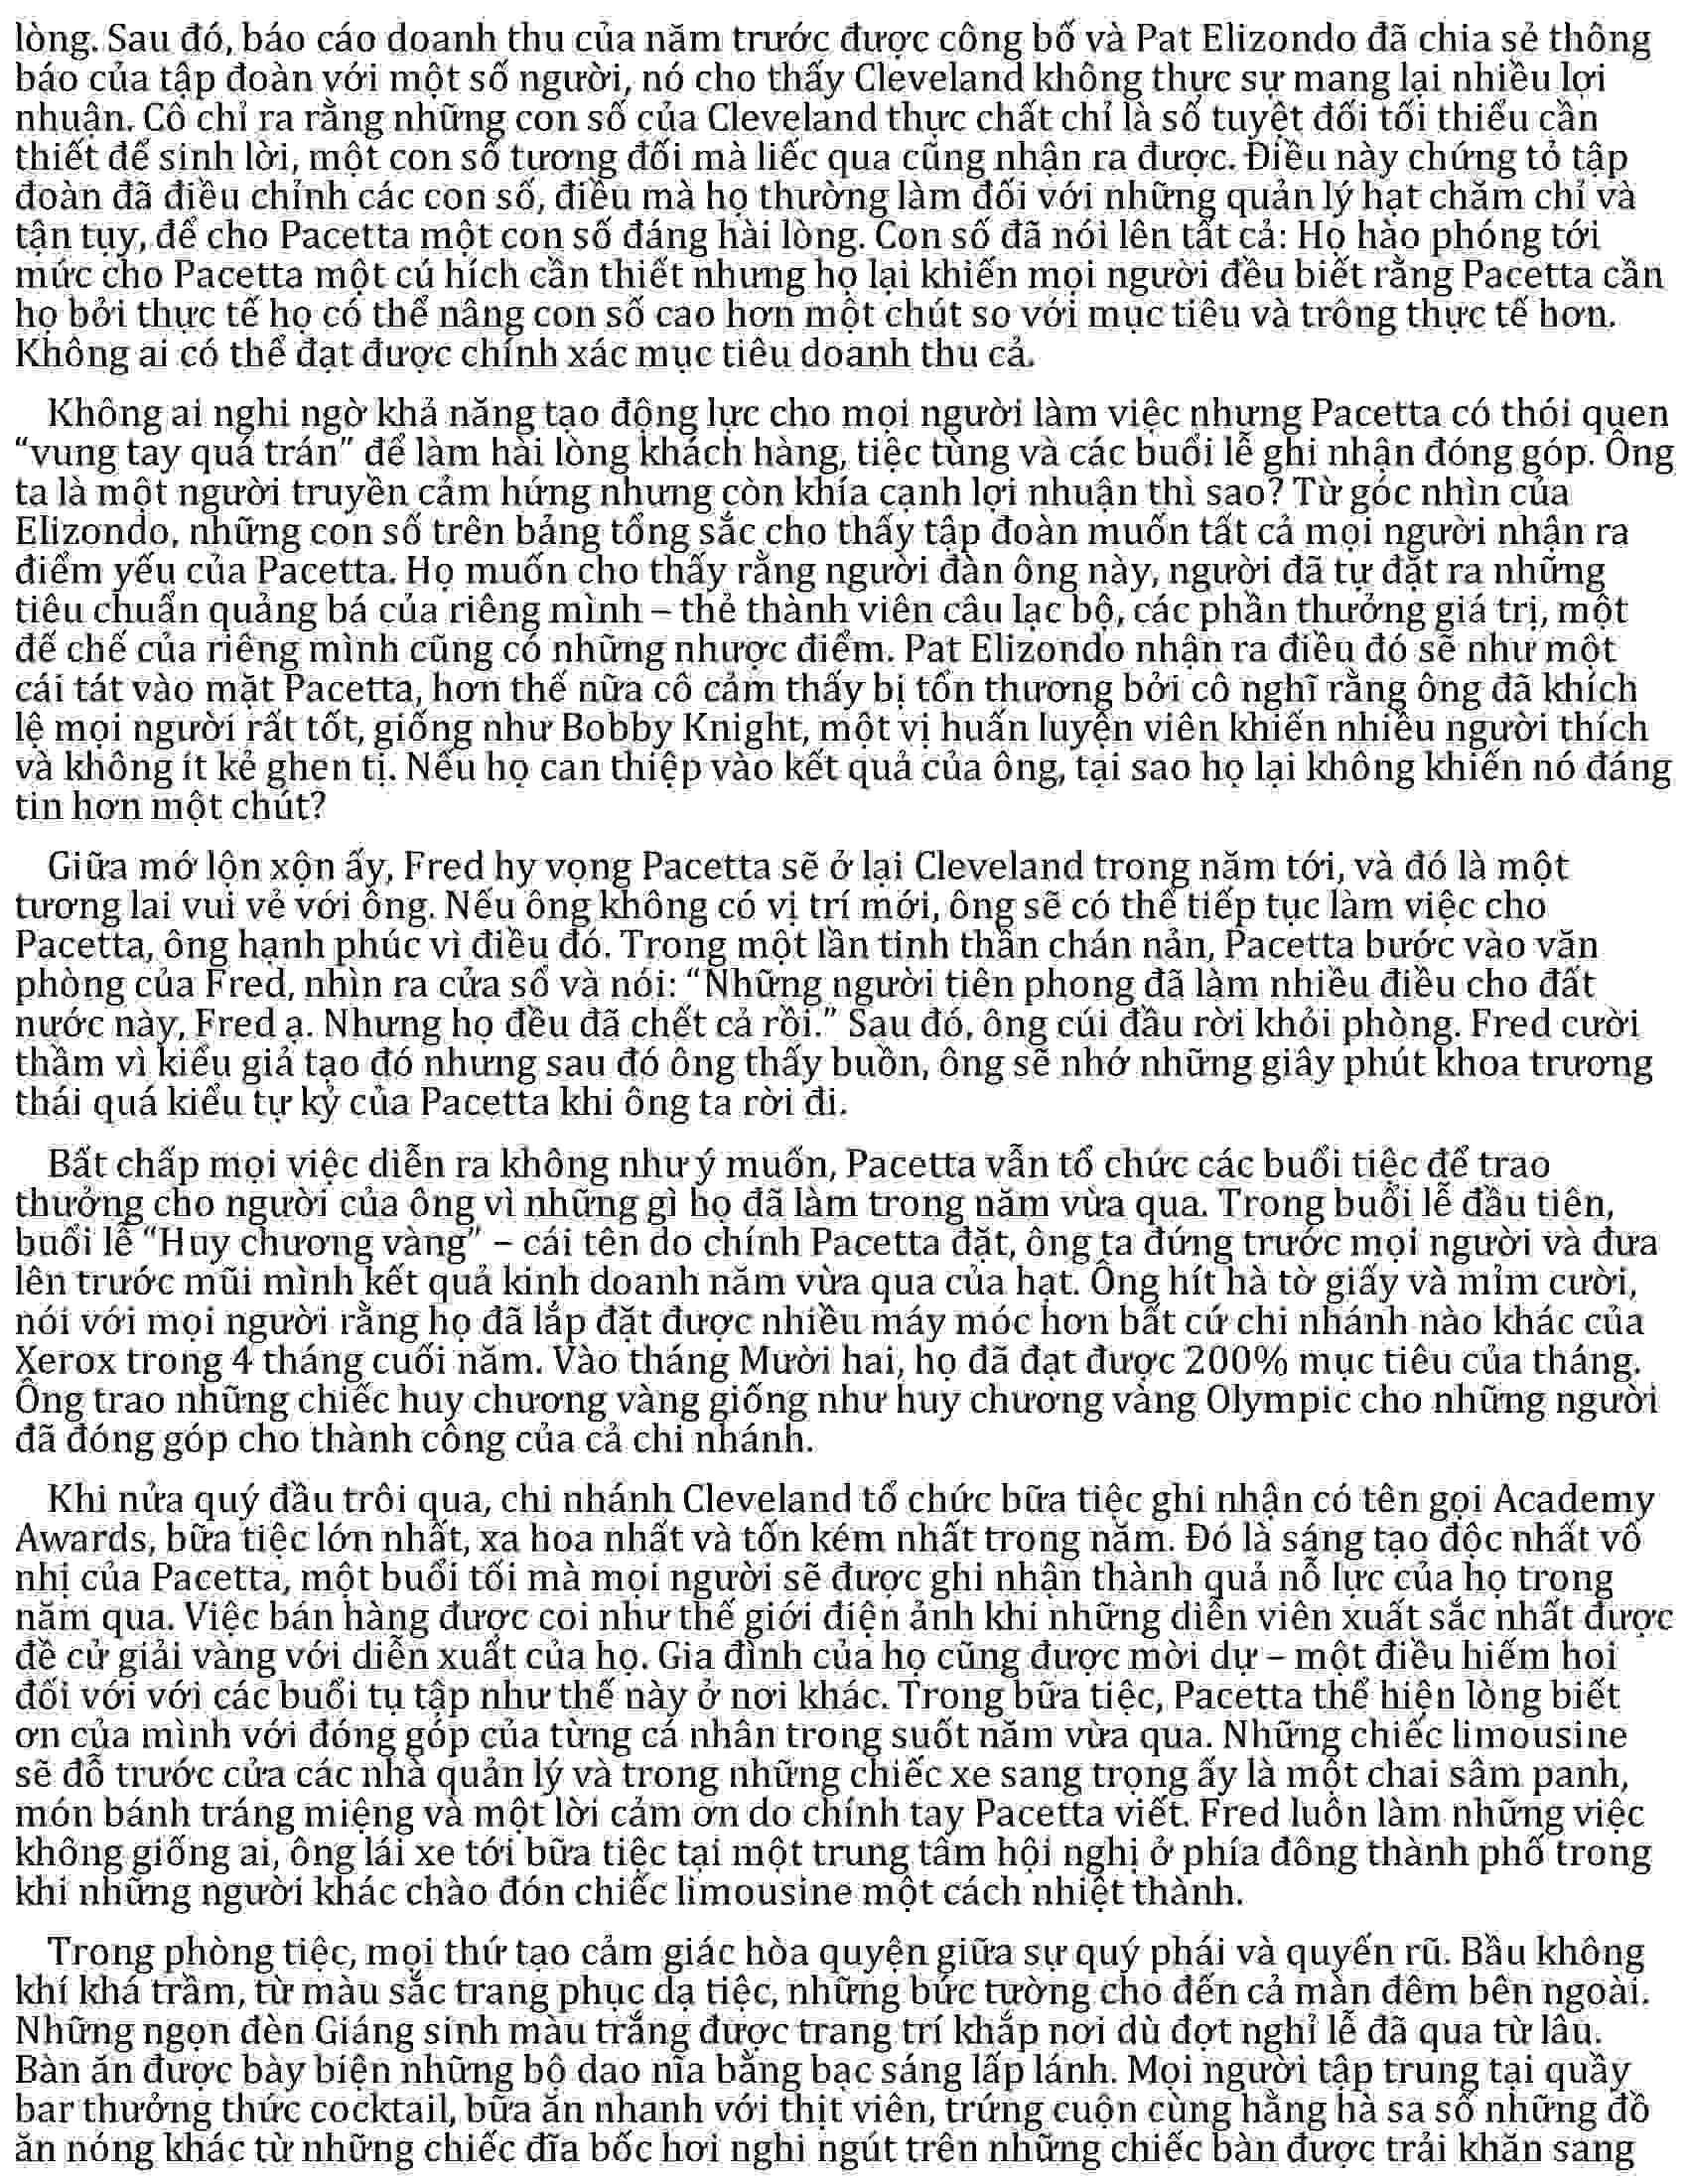 lòng. Sau đó, báo cáo doanh thu của năm trước được công bố và Pat Elizondo đã chia sẻ thông
báo của tập đoàn với một số người, nó cho thấy Cleveland không thực sự mang lại nhiều lợi
nhuận. Cô chỉ ra rằng những con số của Cleveland thực chất chỉ là số tuyệt đối tối thiểu cần
thiết để sinh lời, một con số tương đối mà liếc qua cũng nhận ra được. Điều này chứng tỏ tập
đoàn đã điều chỉnh các con số, điều mà họ thường làm đối với những quản lý hạt chăm chỉ và
tận tụy, để cho Pacetta một con số đáng hài lòng. Con số đã nói lên tất cả: Họ hào phóng tới
mức cho Pacetta một cú hích cần thiết nhưng họ lại khiến mọi người đều biết rằng Pacetta cần
họ bởi thực tế họ có thể nâng con số cao hơn một chút so với mục tiêu và trông thực tế hơn.
Không ai có thể đạt được chính xác mục tiêu doanh thu cả.
Không ai nghi ngờ khả năng tạo động lực cho mọi người làm việc nhưng Pacetta có thói quen
“vung tay quá trán” để làm hài lòng khách hàng, tiệc tùng và các buổi lễ ghi nhận đóng góp. Ông
ta là một người truyền cảm hứng nhưng còn khía cạnh lợi nhuận thì sao? Từ góc nhìn của
Elizondo, những con số trên bảng tổng sắc cho thấy tập đoàn muốn tất cả mọi người nhận ra
điểm yếu của Pacetta. Họ muốn cho thấy rằng người đàn ông này, người đã tự đặt ra những
tiêu chuẩn quảng bá của riêng mình – thẻ thành viên câu lạc bộ, các phần thưởng giá trị, một
đế chế của riêng mình cũng có những nhược điểm. Pat Elizondo nhận ra điều đó sẽ như một
cái tát vào mặt Pacetta, hơn thế nữa cô cảm thấy bị tổn thương bởi cô nghĩ rằng ông đã khích
lệ mọi người rất tốt, giống như Bobby Knight, một vị huấn luyện viên khiến nhiều người thích
và không ít kẻ ghen tị. Nếu họ can thiệp vào kết quả của ông, tại sao họ lại không khiến nó đáng
tin hơn một chút?
Giữa mớ lộn xộn ấy, Fred hy vọng Pacetta sẽ ở lại Cleveland trong năm tới, và đó là một
tương lai vui vẻ với ông. Nếu ông không có vị trí mới, ông sẽ có thể tiếp tục làm việc cho
Pacetta, ông hạnh phúc vì điều đó. Trong một lần tinh thần chán nản, Pacetta bước vào văn
phòng của Fred, nhìn ra cửa sổ và nói: “Những người tiên phong đã làm nhiều điều cho đất
nước này, Fred ạ. Nhưng họ đều đã chết cả rồi.” Sau đó, ông cúi đầu rời khỏi phòng. Fred cười
thầm vì kiểu giả tạo đó nhưng sau đó ông thấy buồn, ông sẽ nhớ những giây phút khoa trương
thái quá kiểu tự kỷ của Pacetta khi ông ta rời đi.
Bất chấp mọi việc diễn ra không như ý muốn, Pacetta vẫn tổ chức các buổi tiệc để trao
thưởng cho người của ông vì những gì họ đã làm trong năm vừa qua. Trong buổi lễ đầu tiên,
buổi lễ “Huy chương vàng” – cái tên do chính Pacetta đặt, ông ta đứng trước mọi người và đưa
lên trước mũi mình kết quả kinh doanh năm vừa qua của hạt. Ông hít hà tờ giấy và mỉm cười,
nói với mọi người rằng họ đã lắp đặt được nhiều máy móc hơn bất cứ chi nhánh nào khác của
Xerox trong 4 tháng cuối năm. Vào tháng Mười hai, họ đã đạt được 200% mục tiêu của tháng.
Ông trao những chiếc huy chương vàng giống như huy chương vàng Olympic cho những người
đã đóng góp cho thành công của cả chi nhánh.
Khi nửa quý đầu trôi qua, chi nhánh Cleveland tổ chức bữa tiệc ghi nhận có tên gọi Academy
Awards, bữa tiệc lớn nhất, xa hoa nhất và tốn kém nhất trong năm. Đó là sáng tạo độc nhất vô
nhị của Pacetta, một buổi tối mà mọi người sẽ được ghi nhận thành quả nỗ lực của họ trong
năm qua. Việc bán hàng được coi như thế giới điện ảnh khi những diễn viên xuất sắc nhất được
đề cử giải vàng với diễn xuất của họ. Gia đình của họ cũng được mời dự – một điều hiếm hoi
đối với với các buổi tụ tập như thế này ở nơi khác. Trong bữa tiệc, Pacetta thể hiện lòng biết
ơn của mình với đóng góp của từng cá nhân trong suốt năm vừa qua. Những chiếc limousine
sẽ đỗ trước cửa các nhà quản lý và trong những chiếc xe sang trọng ấy là một chai sâm panh,
món bánh tráng miệng và một lời cảm ơn do chính tay Pacetta viết. Fred luôn làm những việc
không giống ai, ông lái xe tới bữa tiệc tại một trung tâm hội nghị ở phía đông thành phố trong
khi những người khác chào đón chiếc limousine một cách nhiệt thành.
Trong phòng tiệc, mọi thứ tạo cảm giác hòa quyện giữa sự quý phái và quyến rũ. Bầu không
khí khá trầm, từ màu sắc trang phục dạ tiệc, những bức tường cho đến cả màn đêm bên ngoài.
Những ngọn đèn Giáng sinh màu trắng được trang trí khắp nơi dù đợt nghỉ lễ đã qua từ lâu.
Bàn ăn được bày biện những bộ dao nĩa bằng bạc sáng lấp lánh. Mọi người tập trung tại quầy
bar thưởng thức cocktail, bữa ăn nhanh với thịt viên, trứng cuộn cùng hằng hà sa số những đồ
ăn nóng khác từ những chiếc đĩa bốc hơi nghi ngút trên những chiếc bàn được trải khăn sang